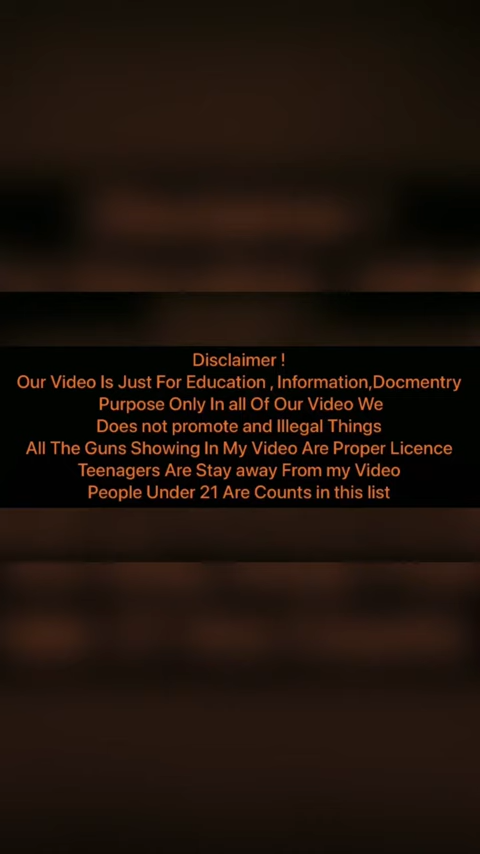 Disclaimer !
Our Video Is Just For Education , Information,Docmentry
Purpose Only In all Of Our Video We
Does not promote and Illegal Things
All The Guns Showing In My Video Are Proper Licence
Teenagers Are Stay away From my Video
People Under 21 Are Counts in this list